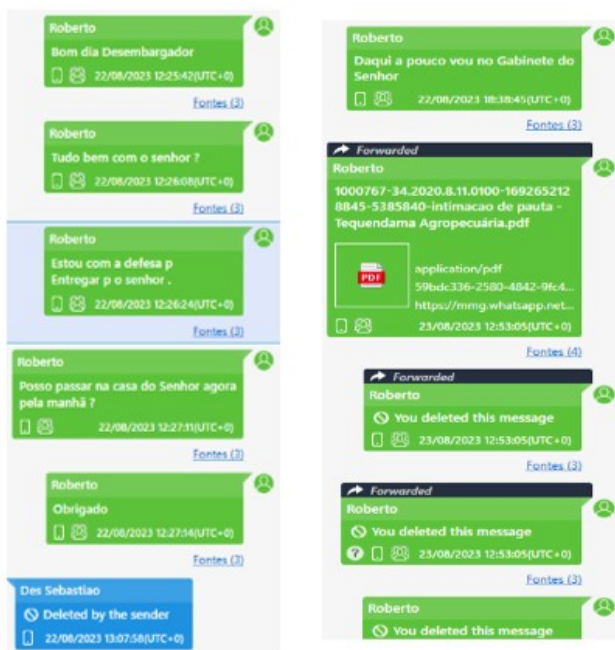 Roberto
Bom dia Desembargador
22/08/2023 12:25:42(UTC+0)
Fontes (3)
Roberto
Tudo bem com o senhor ?
22/08/2023 12:26:08(UTC+0)
Fontes (3)
Roberto
Estou com a defesa p
Entregar p o senhor .
22/08/2023 12:26:24(UTC+0)
Fontes (3)
Roberto
Posso passar na casa do Senhor agora
pela manhã ?
22/08/2023 12:27:11(UTC+0)
Fontes (3)
Roberto
Obrigado
22/08/2023 12:27:14(UTC+0)
Fontes (3)
Des Sebastiao
Deleted by the sender
22/08/2023 13:07:58(UTC+0)
Roberto
Daqui a pouco vou no Gabinete do
Senhor
22/08/2023 18:38:45(UTC+0)
Fontes (3)
Forwarded
Roberto
1000767-34.2020.8.11.0100-169265212
8845-5385840-intimacao de pauta -
Tequendama Agropecuária.pdf
PDF
application/pdf
59bdc336-2580-4842-9fc4...
https://mmg.whatsapp.net...
23/08/2023 12:53:05(UTC+0)
Fontes (4)
Forwarded
Roberto
You deleted this message
23/08/2023 12:53:05(UTC+0)
Fontes (3)
Forwarded
Roberto
You deleted this message
23/08/2023 12:53:05(UTC+0)
Fontes (3)
Roberto
You deleted this message